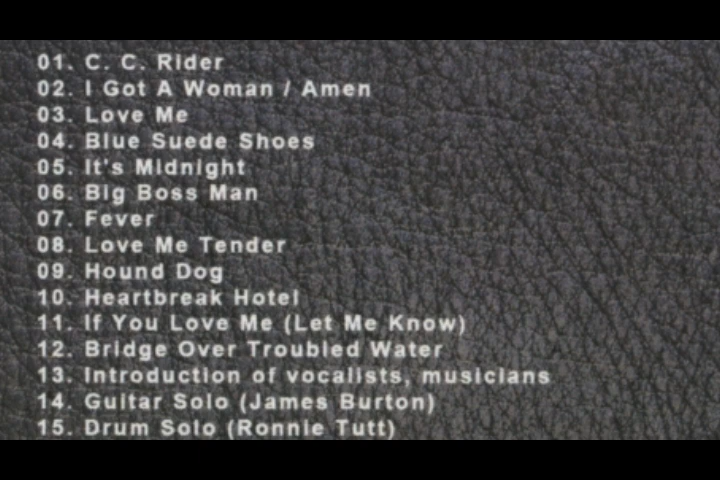 01. C. C. Rider
02. I Got A Woman / Amen
03. Love Me
04. Blue Suede Shoes
05. It's Midnight
06. Big Boss Man
07. Fever
08. Love Me Tender
09. Hound Dog
10. Heartbreak Hotel
11. If You Love Me (Let Me Know)
12. Bridge Over Troubled Water
13. Introduction of vocalists, musicians
14. Guitar Solo (James Burton)
15. Drum Solo (Ronnie Tutt)